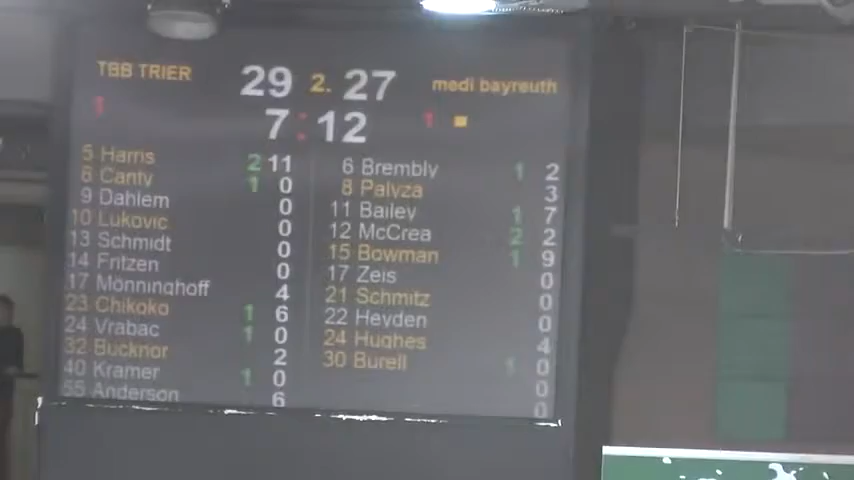 TBB TRIER 29 2. 27 medi bayreuth
1 7:12 1
5 Harris 2 11
6 Canty 1 0
9 Dahlem 0
10 Lukovic 0
13 Schmidt 0
14 Fritzen 0
17 Mönninghoff 4
23 Chikoko 1 6
24 Vrabac 1 0
32 Bucknor 2
40 Kramer 1 0
55 Anderson 6
6 Brembly 1 2
8 Palyza 3
11 Bailey 1 7
12 McCrea 2 2
15 Bowman 1 9
17 Zeis 0
21 Schmitz 0
22 Heyden 0
24 Hughes 4
30 Burell 1 0
0